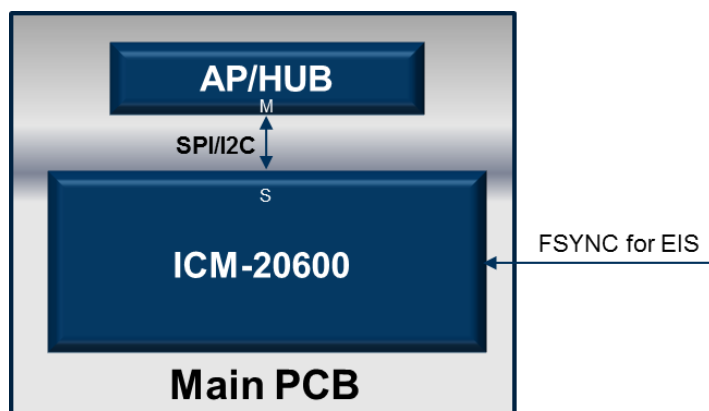 AP/HUB
M
SPI/I2C
S
ICM-20600
FSYNC for EIS
Main PCB